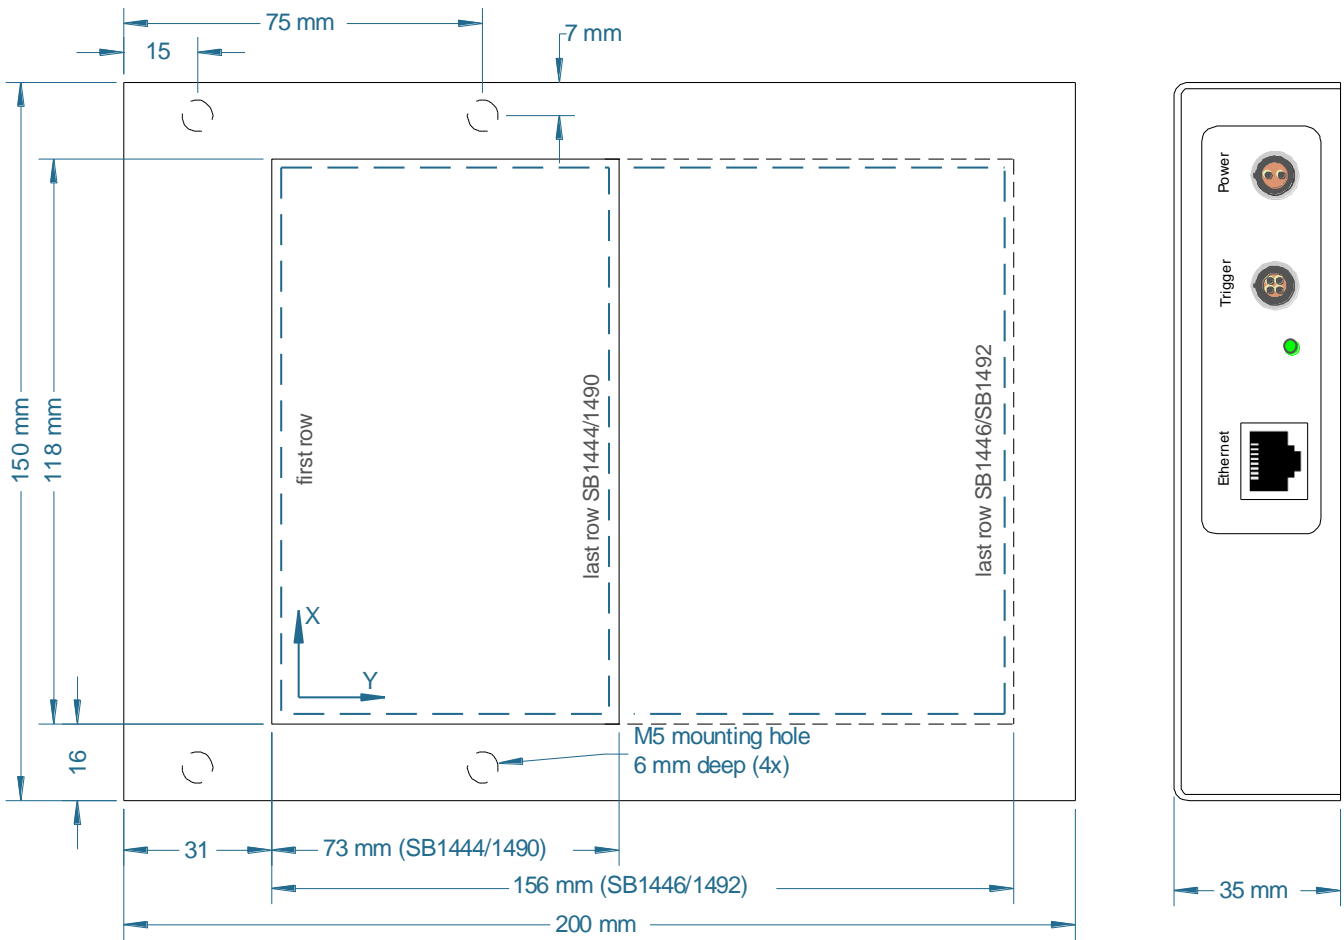 75 mm
7 mm
15
Power
Trigger
Ethernet
150 mm
118 mm
first row
last row SB1444/1490
last row SB1446/SB1492
X
Y
M5 mounting hole
6 mm deep (4x)
16
31
73 mm (SB1444/1490)
156 mm (SB1446/1492)
200 mm
35 mm